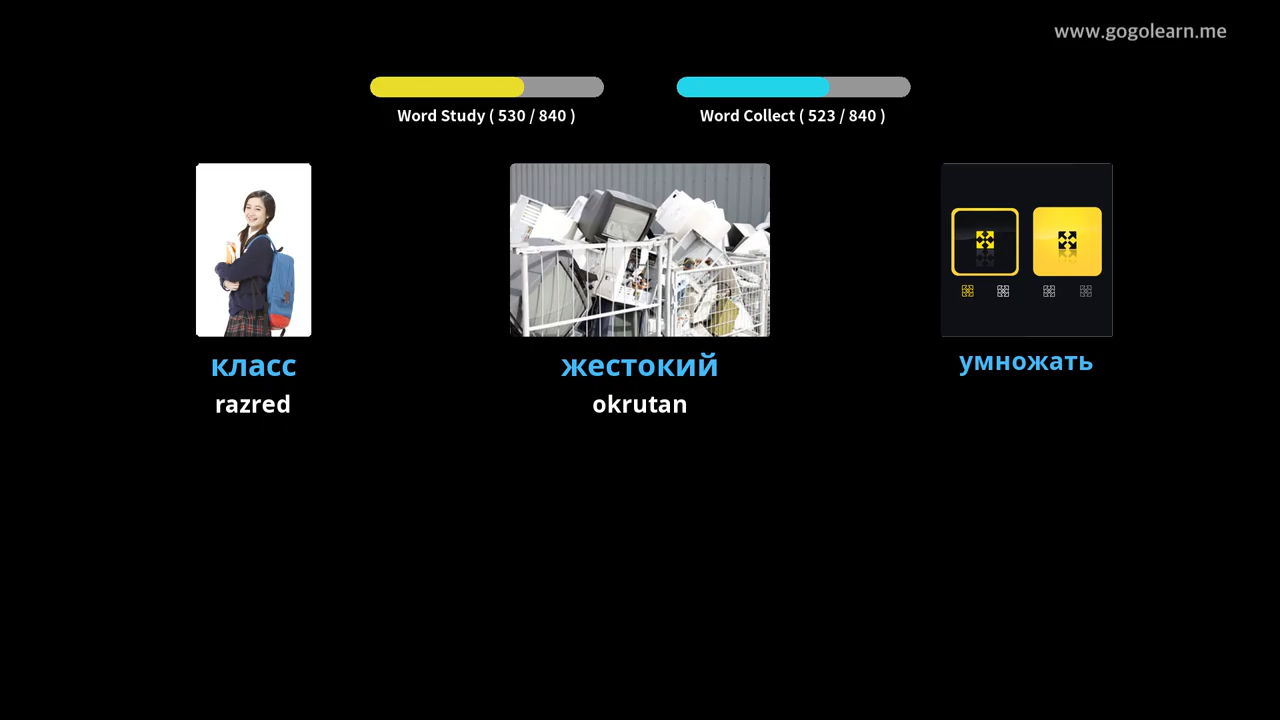 www.gogolearn.me
Word Study ( 530 / 840 )
Word Collect ( 523 / 840 )
класс
жестокий
умножать
razred
okrutan